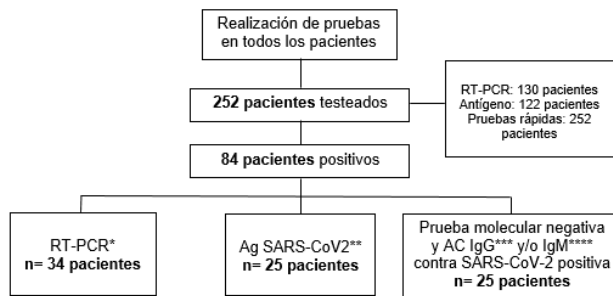 Realización de pruebas
en todos los pacientes
252 pacientes testeados
RT-PCR: 130 pacientes
Antígeno: 122 pacientes
Pruebas rápidas: 252
pacientes
84 pacientes positivos
RT-PCR*
n= 34 pacientes
Ag SARS-CoV2**
n= 25 pacientes
Prueba molecular negativa
y AC IgG*** y/o IgM****
contra SARS-CoV-2 positiva
n= 25 pacientes